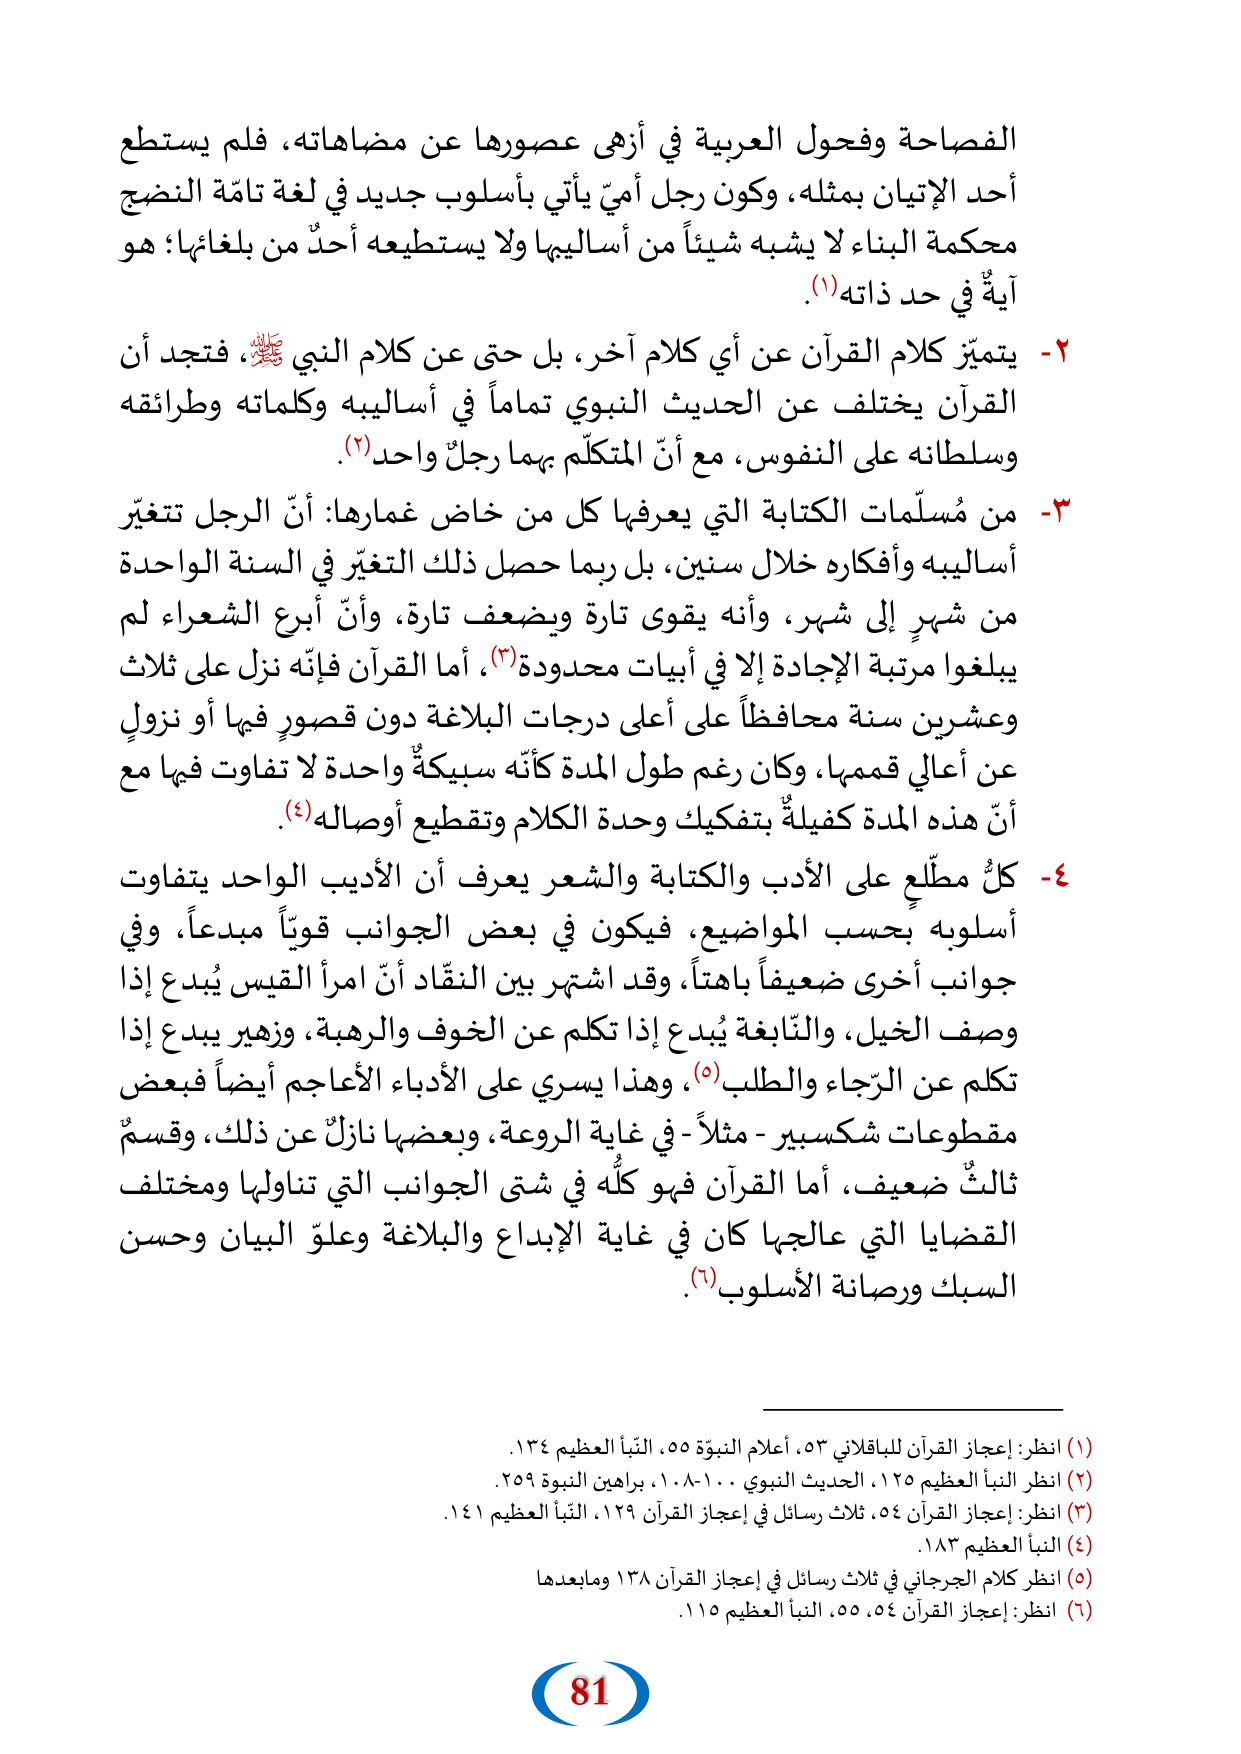 الفصاحة وفحول العربية في أزهى عصورها عن مضاهاته، فلم يستطع
أحد الإتيان بمثله، وكون رجل أميّ يأتي بأسلوب جديد في لغة تامّة النضج
محكمة البناء لا يشبه شيئاً من أساليبها ولا يستطيعه أحدٌ من بلغائها؛ هو
آيةٌ في حد ذاته(١).
٢- يتميّز كلام القرآن عن أي كلام آخر، بل حتى عن كلام النبي ﷺ، فتجد أن
القرآن يختلف عن الحديث النبوي تماماً في أساليبه وكلماته وطرائقه
وسلطانه على النفوس، مع أنّ المتكلّم بهما رجلٌ واحد(٢).
٣- من مُسلّمات الكتابة التي يعرفها كل من خاض غمارها: أنّ الرجل تتغيّر
أساليبه وأفكاره خلال سنين، بل ربما حصل ذلك التغيّر في السنة الواحدة
من شهرٍ إلى شهر، وأنه يقوى تارة ويضعف تارة، وأنّ أبرع الشعراء لم
يبلغوا مرتبة الإجادة إلا في أبيات محدودة(٣)، أما القرآن فإنّه نزل على ثلاث
وعشرين سنة محافظاً على أعلى درجات البلاغة دون قصورٍ فيها أو نزولٍ
عن أعالي قممها، وكان رغم طول المدة كأنّه سبيكةٌ واحدة لا تفاوت فيها مع
أنّ هذه المدة كفيلةٌ بتفكيك وحدة الكلام وتقطيع أوصاله(٤).
٤- كلُّ مطّلعٍ على الأدب والكتابة والشعر يعرف أن الأديب الواحد يتفاوت
أسلوبه بحسب المواضيع، فيكون في بعض الجوانب قويّاً مبدعاً، وفي
جوانب أخرى ضعيفاً باهتاً، وقد اشتهر بين النقّاد أنّ امرأ القيس يُبدع إذا
وصف الخيل، والنّابغة يُبدع إذا تكلم عن الخوف والرهبة، وزهير يبدع إذا
تكلم عن الرّجاء والطلب(٥)، وهذا يسري على الأدباء الأعاجم أيضاً فبعض
مقطوعات شكسبير - مثلاً - في غاية الروعة، وبعضها نازلٌ عن ذلك، وقسمٌ
ثالثٌ ضعيف، أما القرآن فهو كلُّه في شتى الجوانب التي تناولها ومختلف
القضايا التي عالجها كان في غاية الإبداع والبلاغة وعلوّ البيان وحسن
السبك ورصانة الأسلوب(٦).
(١) انظر: إعجاز القرآن للباقلاني ٥٣، أعلام النبوّة ٥٥، النّبأ العظيم ١٣٤.
(٢) انظر النبأ العظيم ١٢٥، الحديث النبوي ١٠٠-١٠٨، براهين النبوة ٢٥٩.
(٣) انظر: إعجاز القرآن ٥٤، ثلاث رسائل في إعجاز القرآن ١٢٩، النّبأ العظيم ١٤١.
(٤) النبأ العظيم ١٨٣.
(٥) انظر كلام الجرجاني في ثلاث رسائل في إعجاز القرآن ١٣٨ ومابعدها
(٦) انظر: إعجاز القرآن ٥٤، ٥٥، النبأ العظيم ١١٥.
81